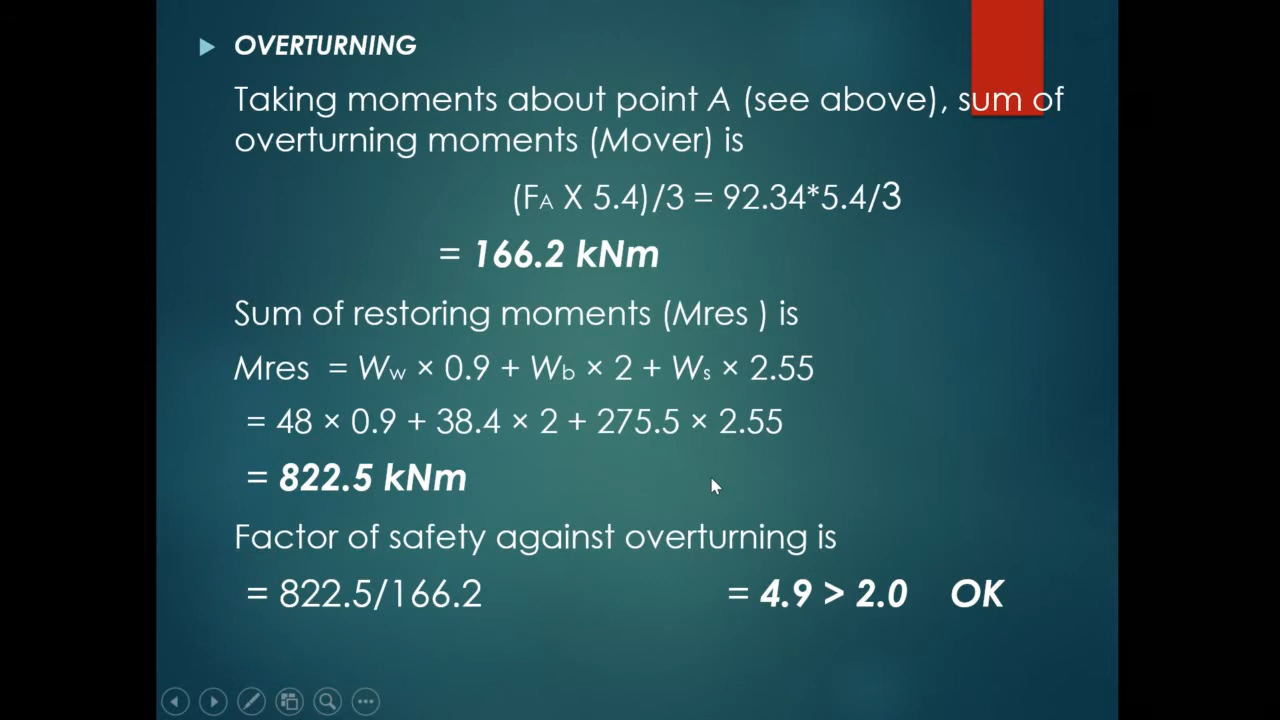 OVERTURNING
Taking moments about point A (see above), sum of
overturning moments (Mover) is
(FA X 5.4)/3 = 92.34*5.4/3
= 166.2 kNm
Sum of restoring moments (Mres ) is
Mres = Ww × 0.9 + Wb × 2 + Ws × 2.55
= 48 × 0.9 + 38.4 × 2 + 275.5 × 2.55
= 822.5 kNm
Factor of safety against overturning is
= 822.5/166.2 = 4.9 > 2.0 OK